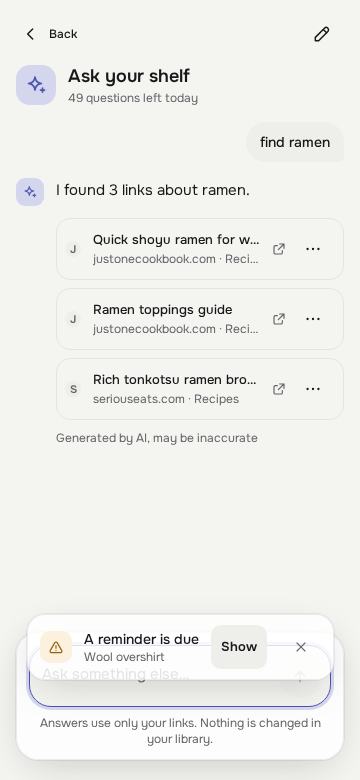 Back
Ask your shelf
49 questions left today
find ramen
I found 3 links about ramen.
J
Quick shoyu ramen for w...
justonecookbook.com · Reci...
J
Ramen toppings guide
justonecookbook.com · Reci...
S
Rich tonkotsu ramen bro...
seriouseats.com · Recipes
Generated by AI, may be inaccurate
A reminder is due
Wool overshirt
Show
Ask something else...
Answers use only your links. Nothing is changed in
your library.